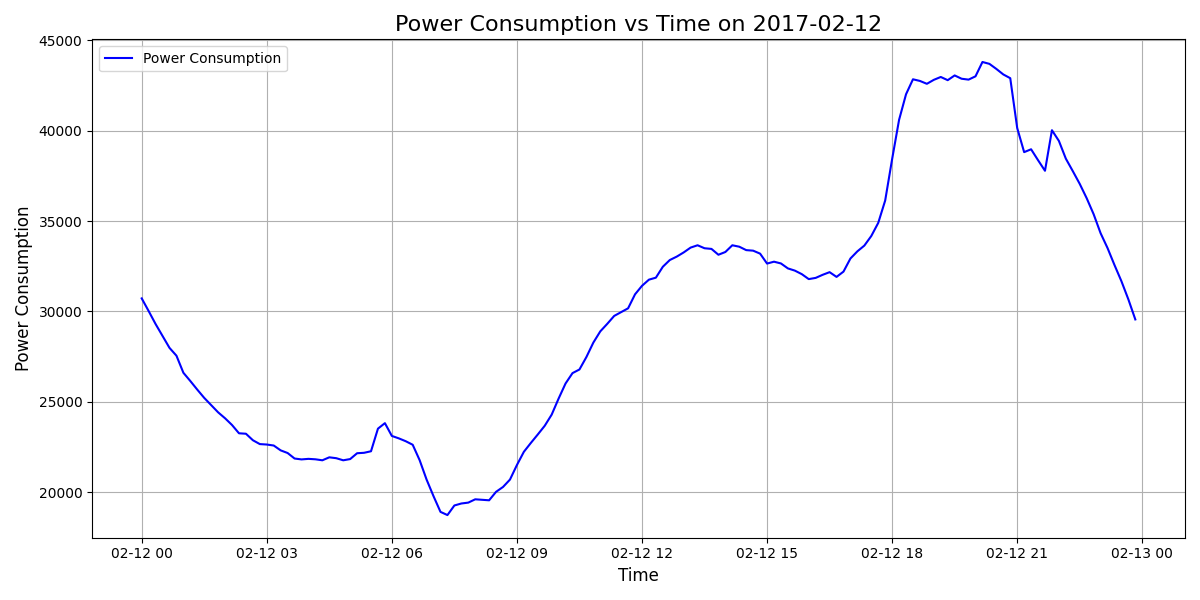 Power Consumption vs Time on 2017-02-12
Power Consumption
45000
40000
35000
30000
25000
20000
Power Consumption
02-12 00 02-12 03 02-12 06 02-12 09 02-12 12 02-12 15 02-12 18 02-12 21 02-13 00
Time